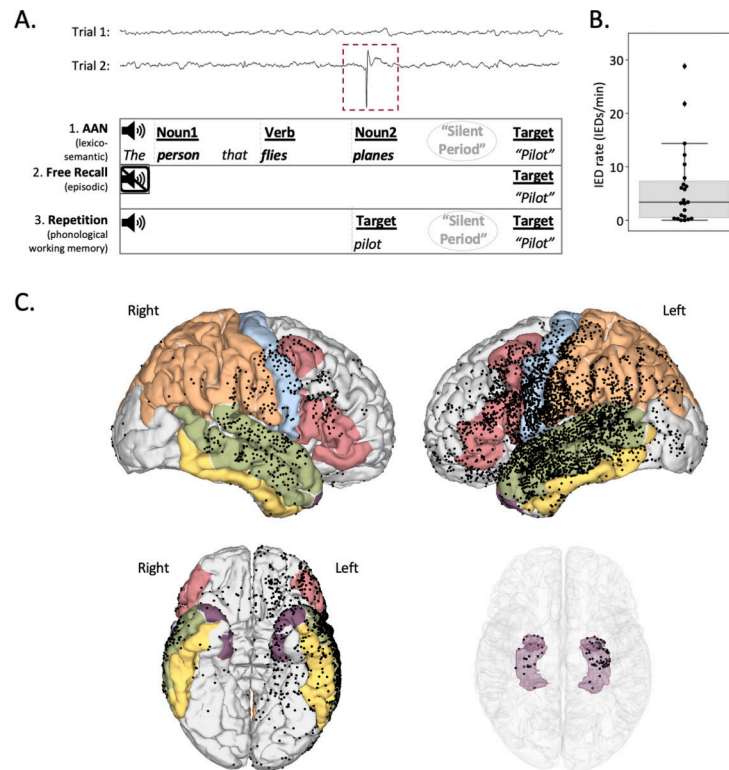 A.
Trial 1:
Trial 2:
1. AAN
(lexico-
semantic)
Noun1 Verb Noun2 "Silent Period" Target
The person that flies planes "Pilot"
2. Free Recall
(episodic)
Target
"Pilot"
3. Repetition
(phonological
working memory)
Target "Silent Period" Target
pilot "Pilot"
B.
IED rate (IEDs/min)
30
20
10
0
C.
Right Left
Right Left